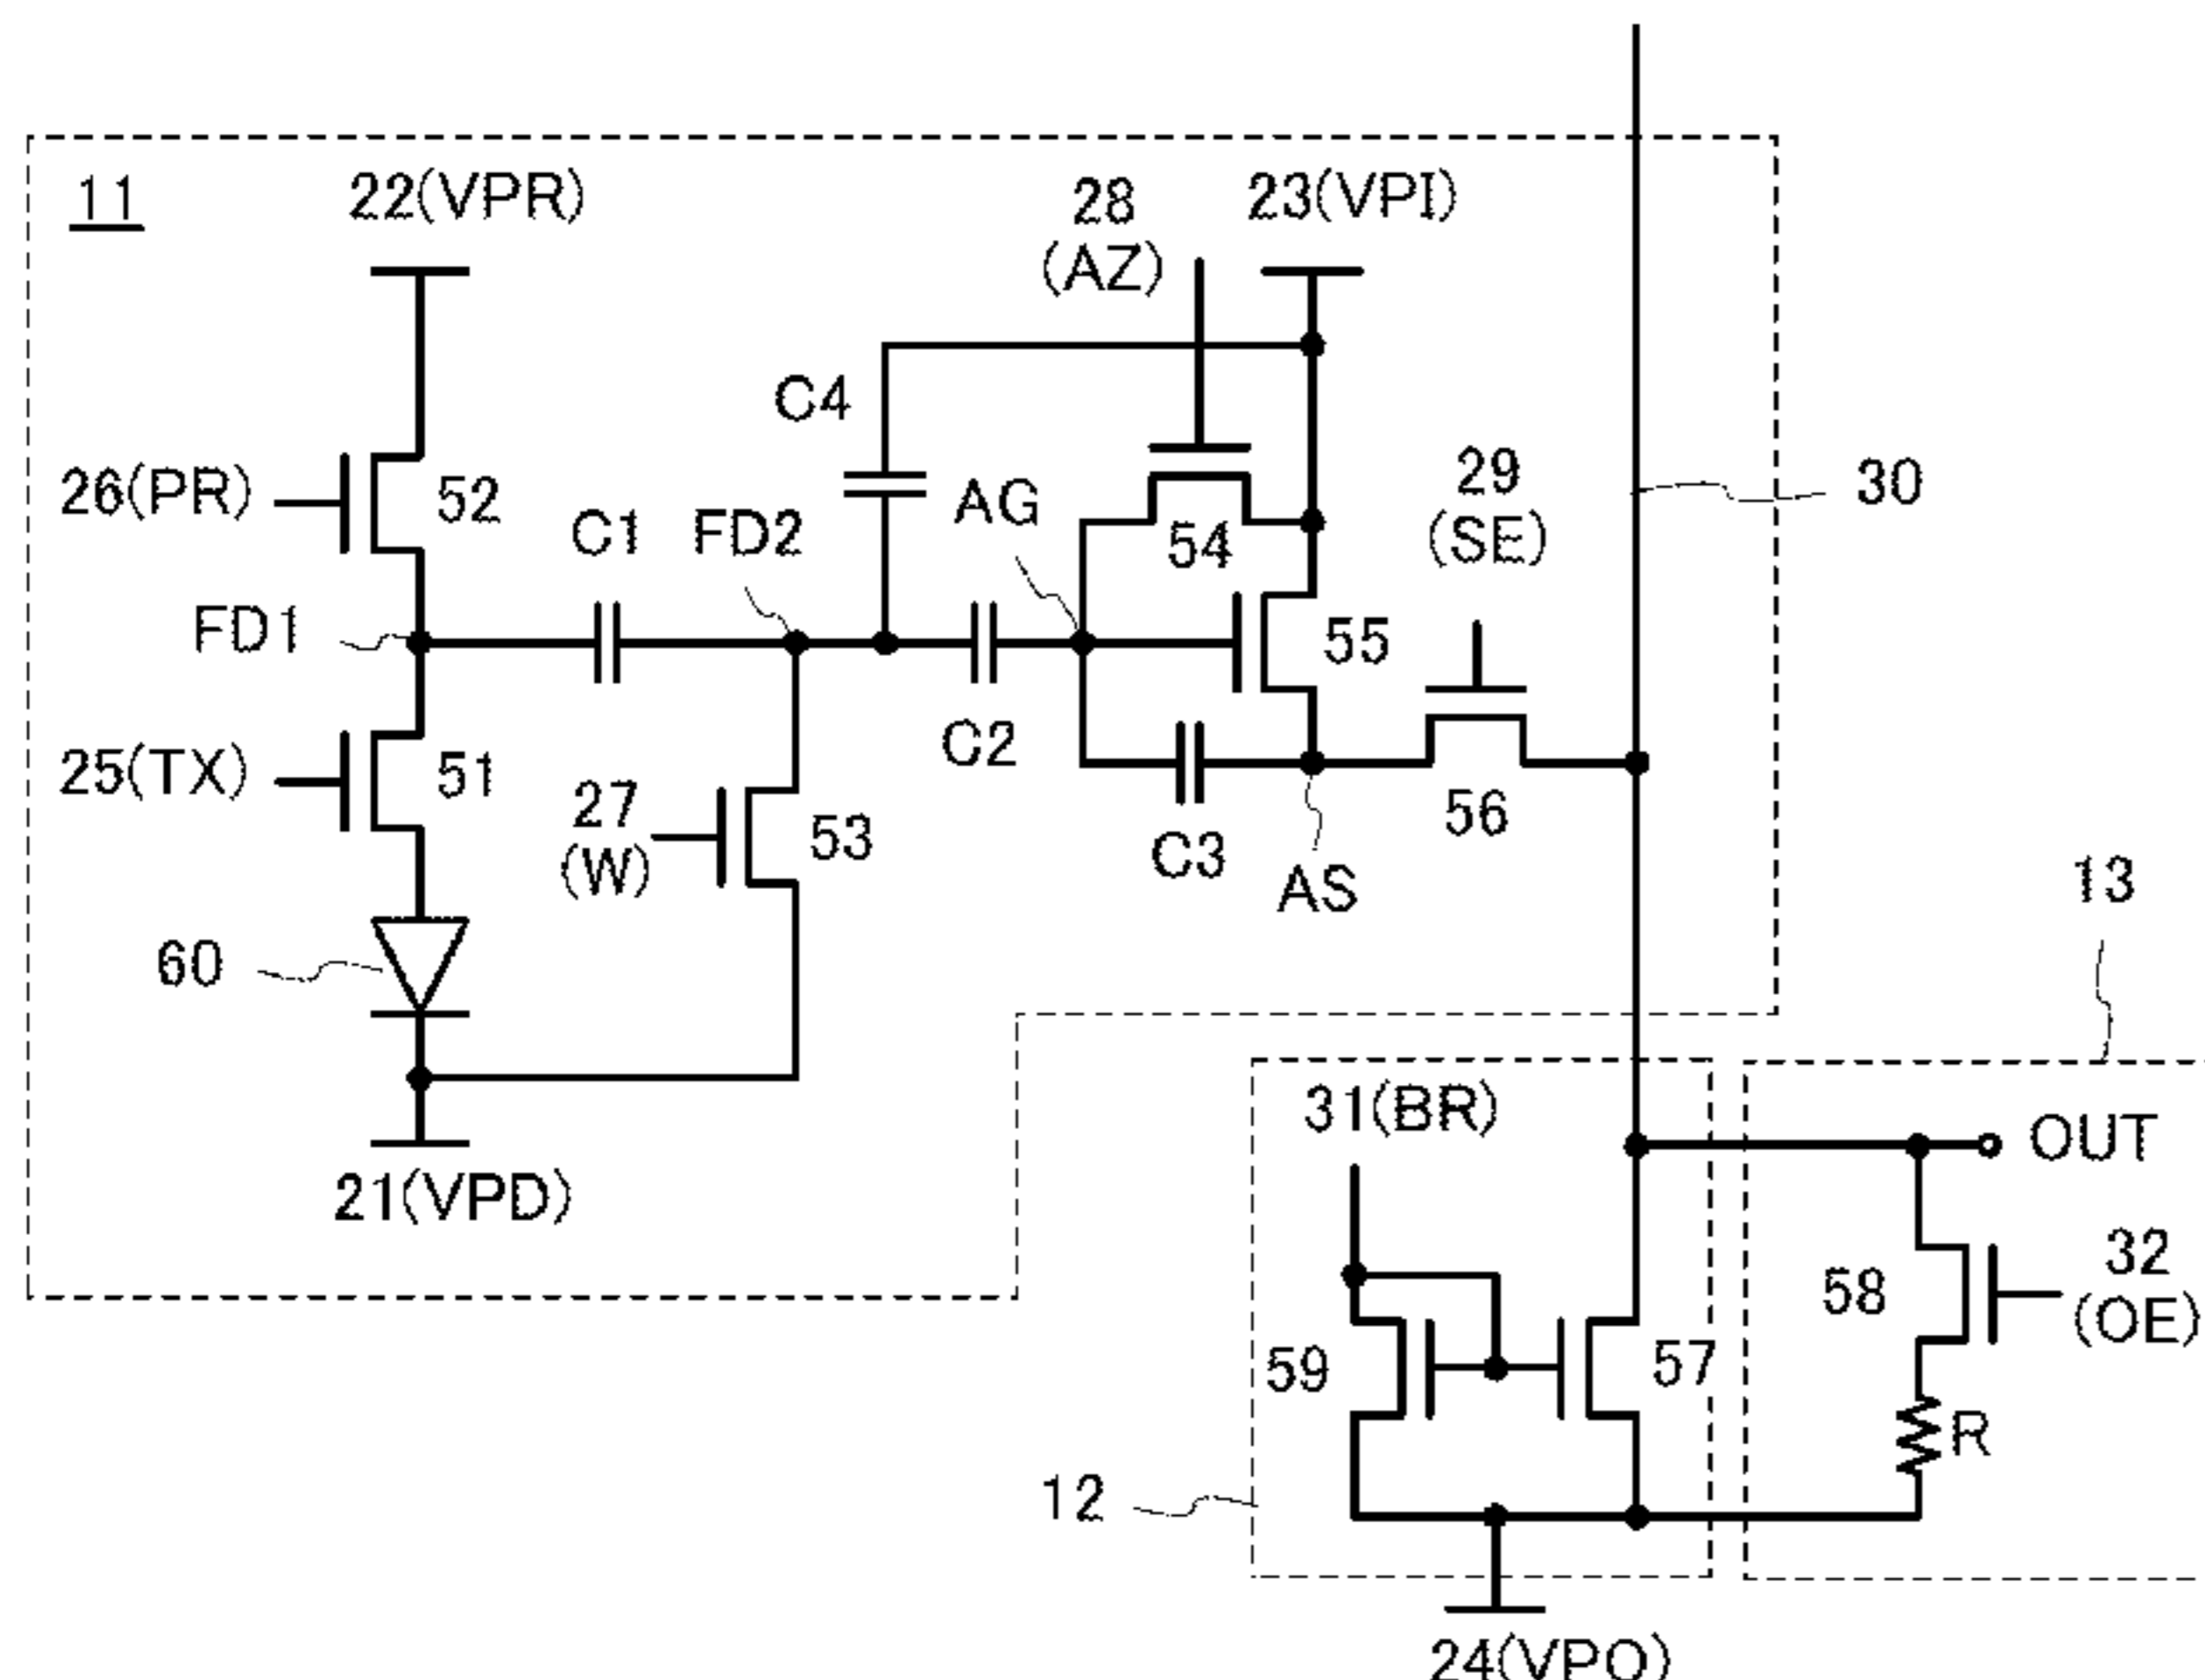 11
22(VPR)
28
(AZ)
23(VPI)
C4
26(PR)
52
C1
FD2
AG
54
29
(SE)
30
FD1
55
25(TX)
51
C2
27
(W)
53
C3
56
AS
13
60
31(BR)
OUT
21(VPD)
58
32
(OE)
59
57
R
12
24(VPO)